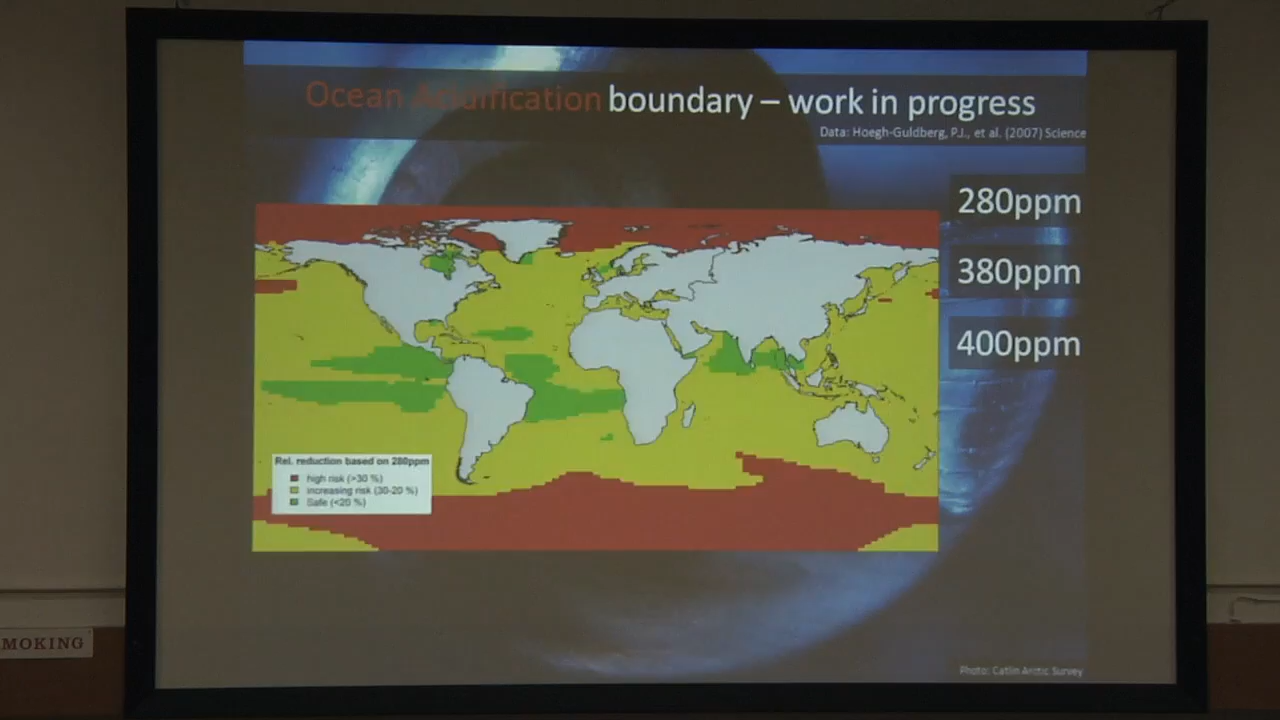 Ocean Acidification boundary – work in progress
Data: Hoegh-Guldberg, P.J., et al. (2007) Science
280ppm
380ppm
400ppm
Rel. reduction based on 280ppm
high risk (>30 %)
increasing risk (30-20 %)
Safe (<20 %)
Photo: Catlin Arctic Survey
MOKING